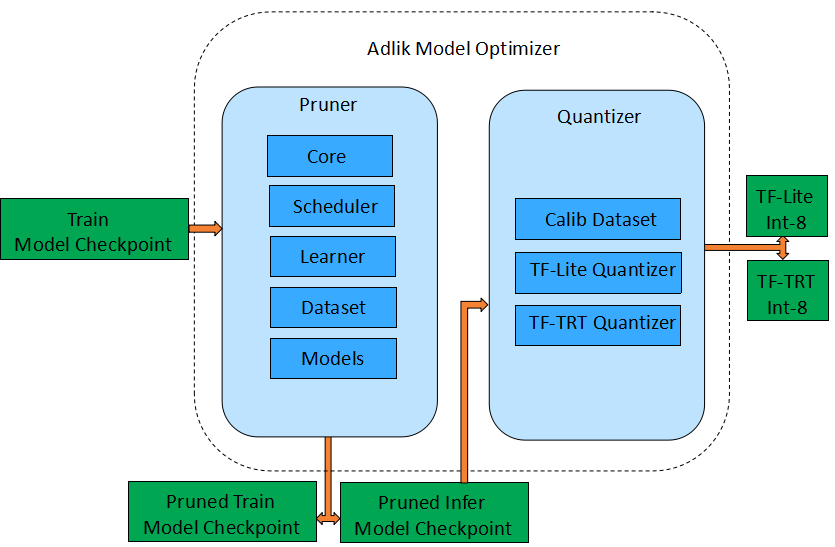 Adlik Model Optimizer
Pruner
Core
Scheduler
Learner
Dataset
Models
Quantizer
Calib Dataset
TF-Lite Quantizer
TF-TRT Quantizer
Train
Model Checkpoint
TF-Lite
Int-8
TF-TRT
Int-8
Pruned Train
Model Checkpoint
Pruned Infer
Model Checkpoint